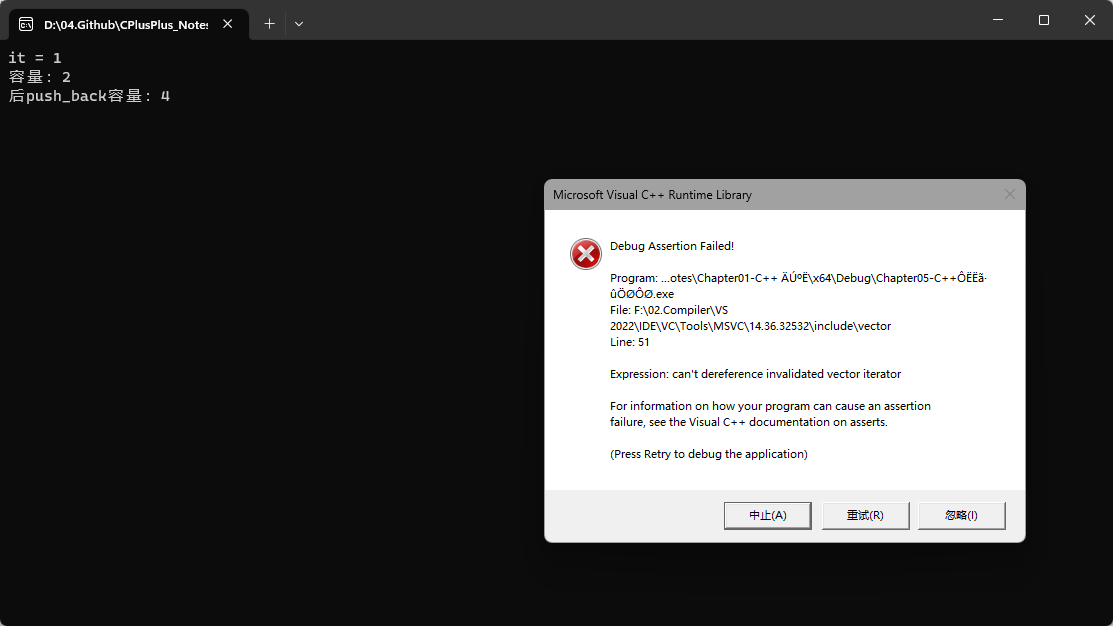 D:\04.Github\CPlusPlus_Notes
it = 1
容量：2
后push_back容量：4
Microsoft Visual C++ Runtime Library
Debug Assertion Failed!
Program: ...otes\Chapter01-C++ ÄÚºË\x64\Debug\Chapter05-C++ÔËËã·
ûÖØÔØ.exe
File: F:\02.Compiler\VS
2022\IDE\VC\Tools\MSVC\14.36.32532\include\vector
Line: 51
Expression: can't dereference invalidated vector iterator
For information on how your program can cause an assertion
failure, see the Visual C++ documentation on asserts.
(Press Retry to debug the application)
中止(A)
重试(R)
忽略(I)